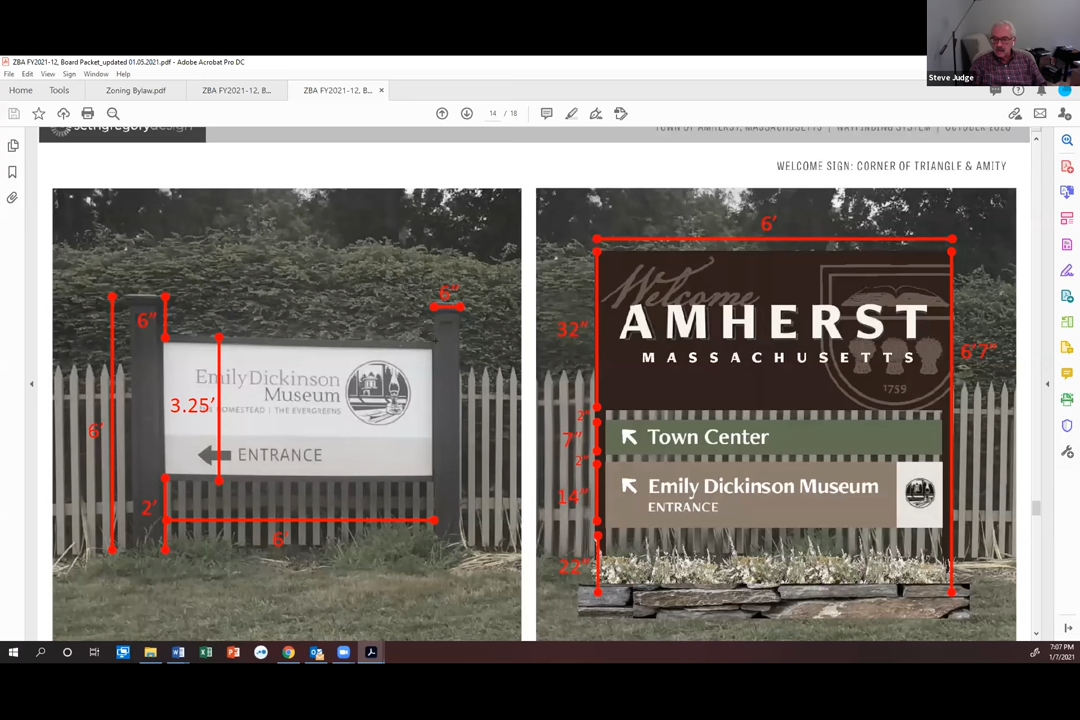 ZBA FY2021-12, Board Packet_updated 01.05.2021.pdf - Adobe Acrobat Pro DC
File Edit View Sign Window Help
Home Tools Zoning Bylaw.pdf ZBA FY2021-12, B... ZBA FY2021-12, B... ×
14 / 18
Steve Judge
sethgregorydesign
TOWN OF AMHERST, MASSACHUSETTS | WAYFINDING SYSTEM | OCTOBER 2020
WELCOME SIGN: CORNER OF TRIANGLE & AMITY
6"
6"
3.25'
6'
2'
6'
Emily Dickinson
Museum
HOMESTEAD | THE EVERGREENS
ENTRANCE
6'
32"
6'7"
2"
7"
2"
14"
22"
Welcome
AMHERST
MASSACHUSETTS
1759
Town Center
Emily Dickinson Museum
ENTRANCE
7:07 PM
1/7/2021